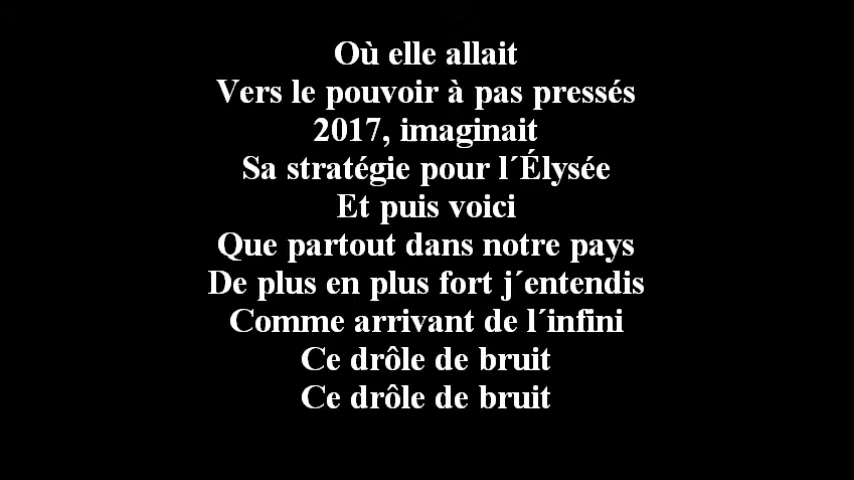 Où elle allait
Vers le pouvoir à pas pressés
2017, imaginait
Sa stratégie pour l´Élysée
Et puis voici
Que partout dans notre pays
De plus en plus fort j´entendis
Comme arrivant de l´infini
Ce drôle de bruit
Ce drôle de bruit